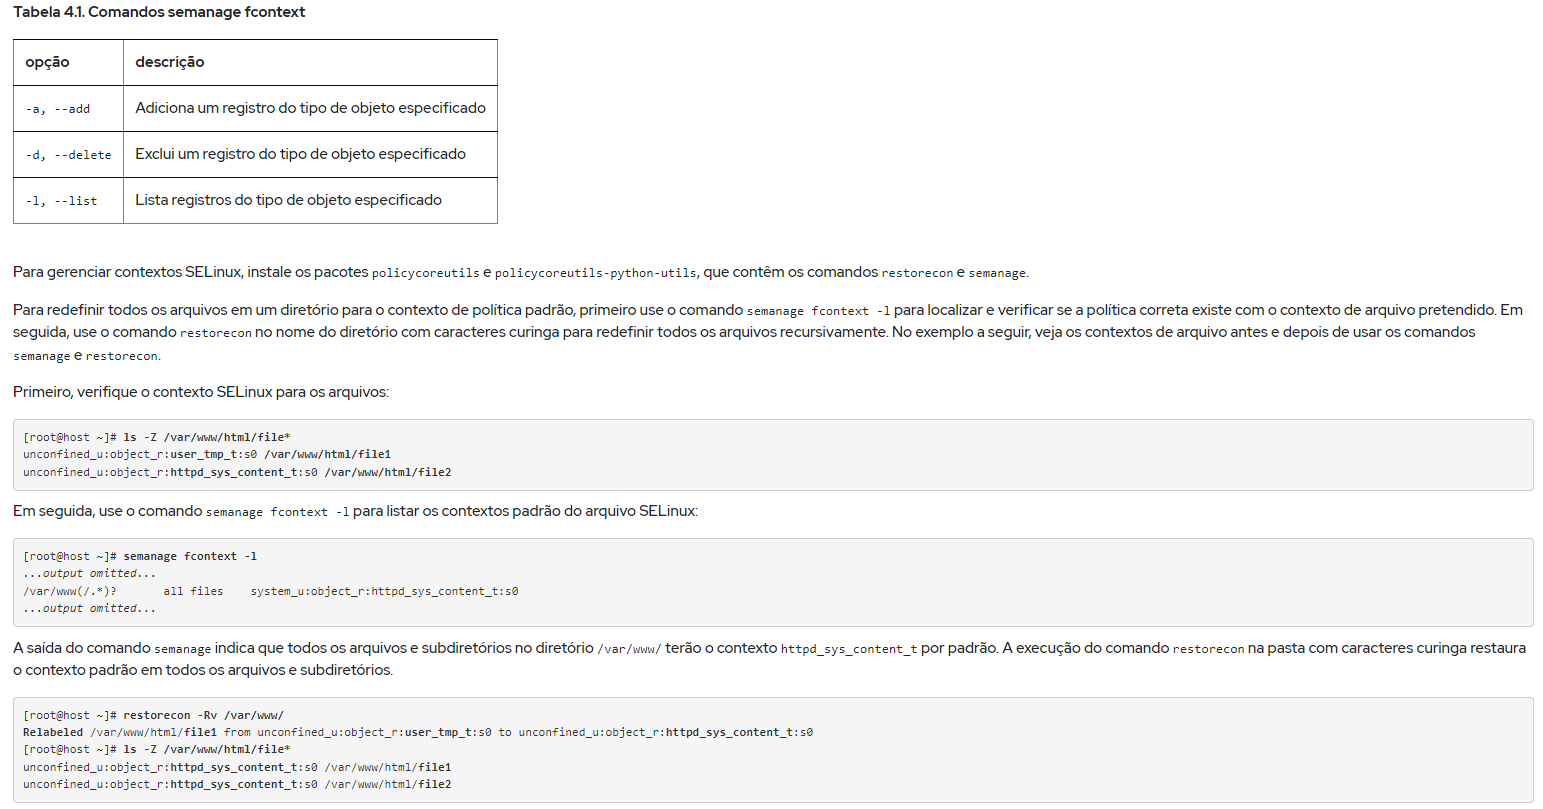 Tabela 4.1. Comandos semanage fcontext
opção descrição
-a, --add Adiciona um registro do tipo de objeto especificado
-d, --delete Exclui um registro do tipo de objeto especificado
-l, --list Lista registros do tipo de objeto especificado
Para gerenciar contextos SELinux, instale os pacotes policycoreutils e policycoreutils-python-utils, que contêm os comandos restorecon e semanage.
Para redefinir todos os arquivos em um diretório para o contexto de política padrão, primeiro use o comando semanage fcontext -l para localizar e verificar se a política correta existe com o contexto de arquivo pretendido. Em
seguida, use o comando restorecon no nome do diretório com caracteres curinga para redefinir todos os arquivos recursivamente. No exemplo a seguir, veja os contextos de arquivo antes e depois de usar os comandos
semanage e restorecon.
Primeiro, verifique o contexto SELinux para os arquivos:
[root@host ~]# ls -Z /var/www/html/file*
unconfined_u:object_r:user_tmp_t:s0 /var/www/html/file1
unconfined_u:object_r:httpd_sys_content_t:s0 /var/www/html/file2
Em seguida, use o comando semanage fcontext -l para listar os contextos padrão do arquivo SELinux:
[root@host ~]# semanage fcontext -l
...output omitted...
/var/www(/.*)? all files system_u:object_r:httpd_sys_content_t:s0
...output omitted...
A saída do comando semanage indica que todos os arquivos e subdiretórios no diretório /var/www/ terão o contexto httpd_sys_content_t por padrão. A execução do comando restorecon na pasta com caracteres curinga restaura
o contexto padrão em todos os arquivos e subdiretórios.
[root@host ~]# restorecon -Rv /var/www/
Relabeled /var/www/html/file1 from unconfined_u:object_r:user_tmp_t:s0 to unconfined_u:object_r:httpd_sys_content_t:s0
[root@host ~]# ls -Z /var/www/html/file*
unconfined_u:object_r:httpd_sys_content_t:s0 /var/www/html/file1
unconfined_u:object_r:httpd_sys_content_t:s0 /var/www/html/file2